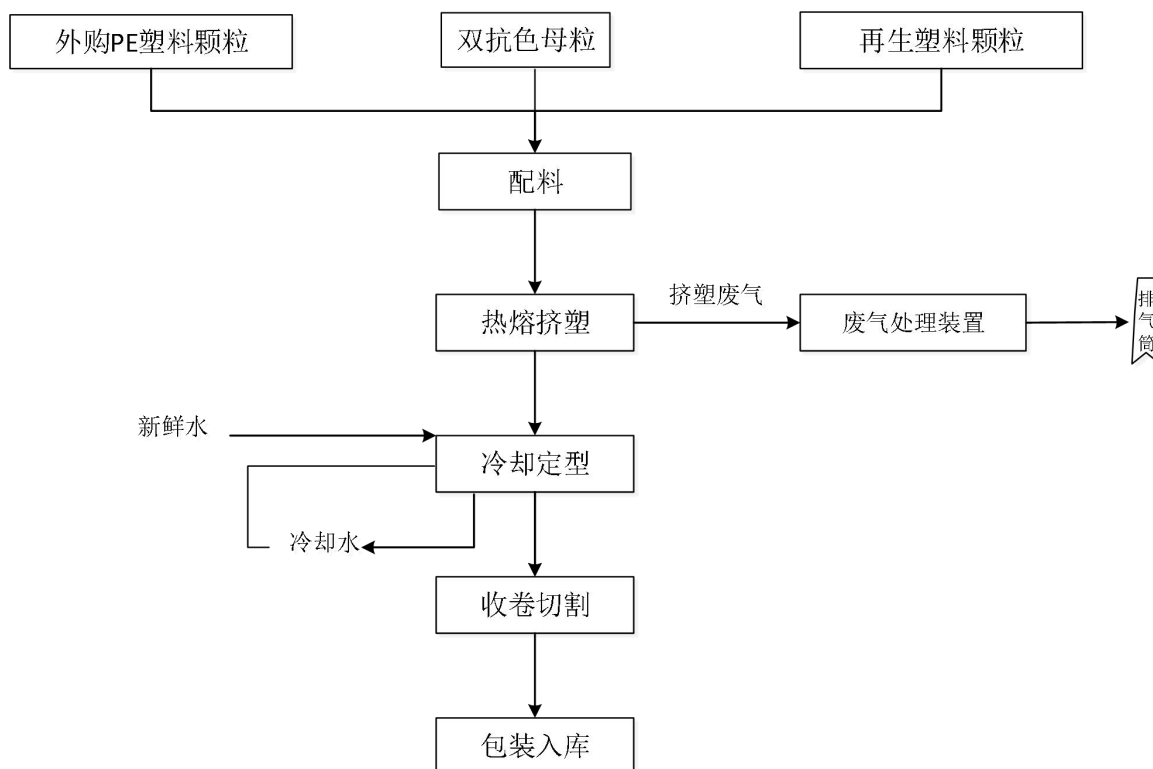 外购PE塑料颗粒
双抗色母粒
再生塑料颗粒
配料
热熔挤塑
挤塑废气
废气处理装置
排
气
筒
新鲜水
冷却定型
冷却水
收卷切割
包装入库